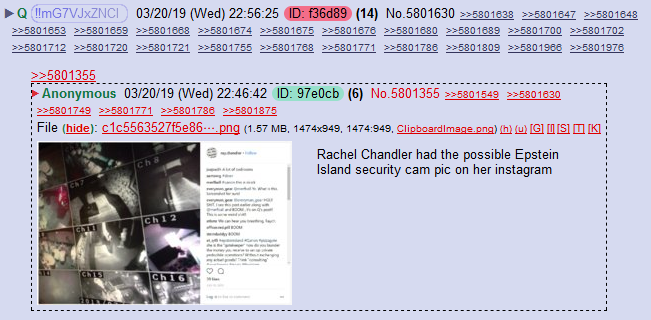 ▶ Q !!mG7VJxZNCI 03/20/19 (Wed) 22:56:25 ID: f36d89 (14) No.5801630 >>5801638 >>5801647 >>5801648
>>5801653 >>5801659 >>5801668 >>5801674 >>5801675 >>5801676 >>5801680 >>5801689 >>5801700 >>5801702
>>5801712 >>5801720 >>5801721 >>5801755 >>5801768 >>5801771 >>5801786 >>5801809 >>5801966 >>5801976
>>5801355
▶ Anonymous 03/20/19 (Wed) 22:46:42 ID: 97e0cb (6) No.5801355 >>5801549 >>5801630
>>5801749 >>5801771 >>5801786 >>5801875
File (hide): c1c5563527f5e86⋯.png (1.57 MB, 1474x949, 1474:949, ClipboardImage.png) (h) (u) [G] [I] [S] [T] [K]
Rachel Chandler had the possible Epstein
Island security cam pic on her instagram
Ch8
Ch11
Ch12
Ch15
Ch16